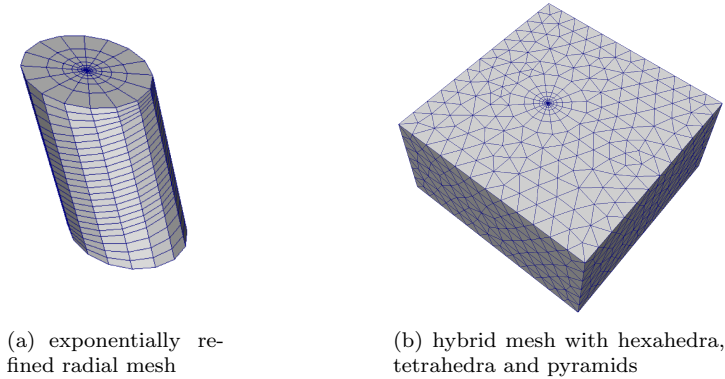 (a) exponentially re-
fined radial mesh
(b) hybrid mesh with hexahedra,
tetrahedra and pyramids